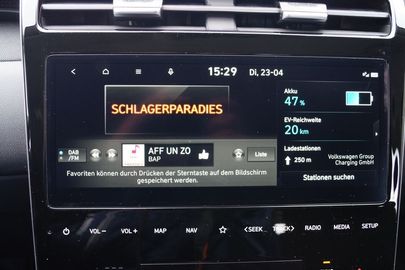 15:29 Di, 23-04
SCHLAGERPARADIES
Akku
47 %
EV-Reichweite
20 km
Ladestationen
250 m
Volkswagen Group
Charging GmbH
Stationen suchen
DAB
/FM
AFF UN ZO
BAP
Liste
Favoriten können durch Drücken der Sterntaste auf dem Bildschirm
gespeichert werden.
VOL − VOL + MAP NAV < SEEK TRACK > RADIO MEDIA SETUP